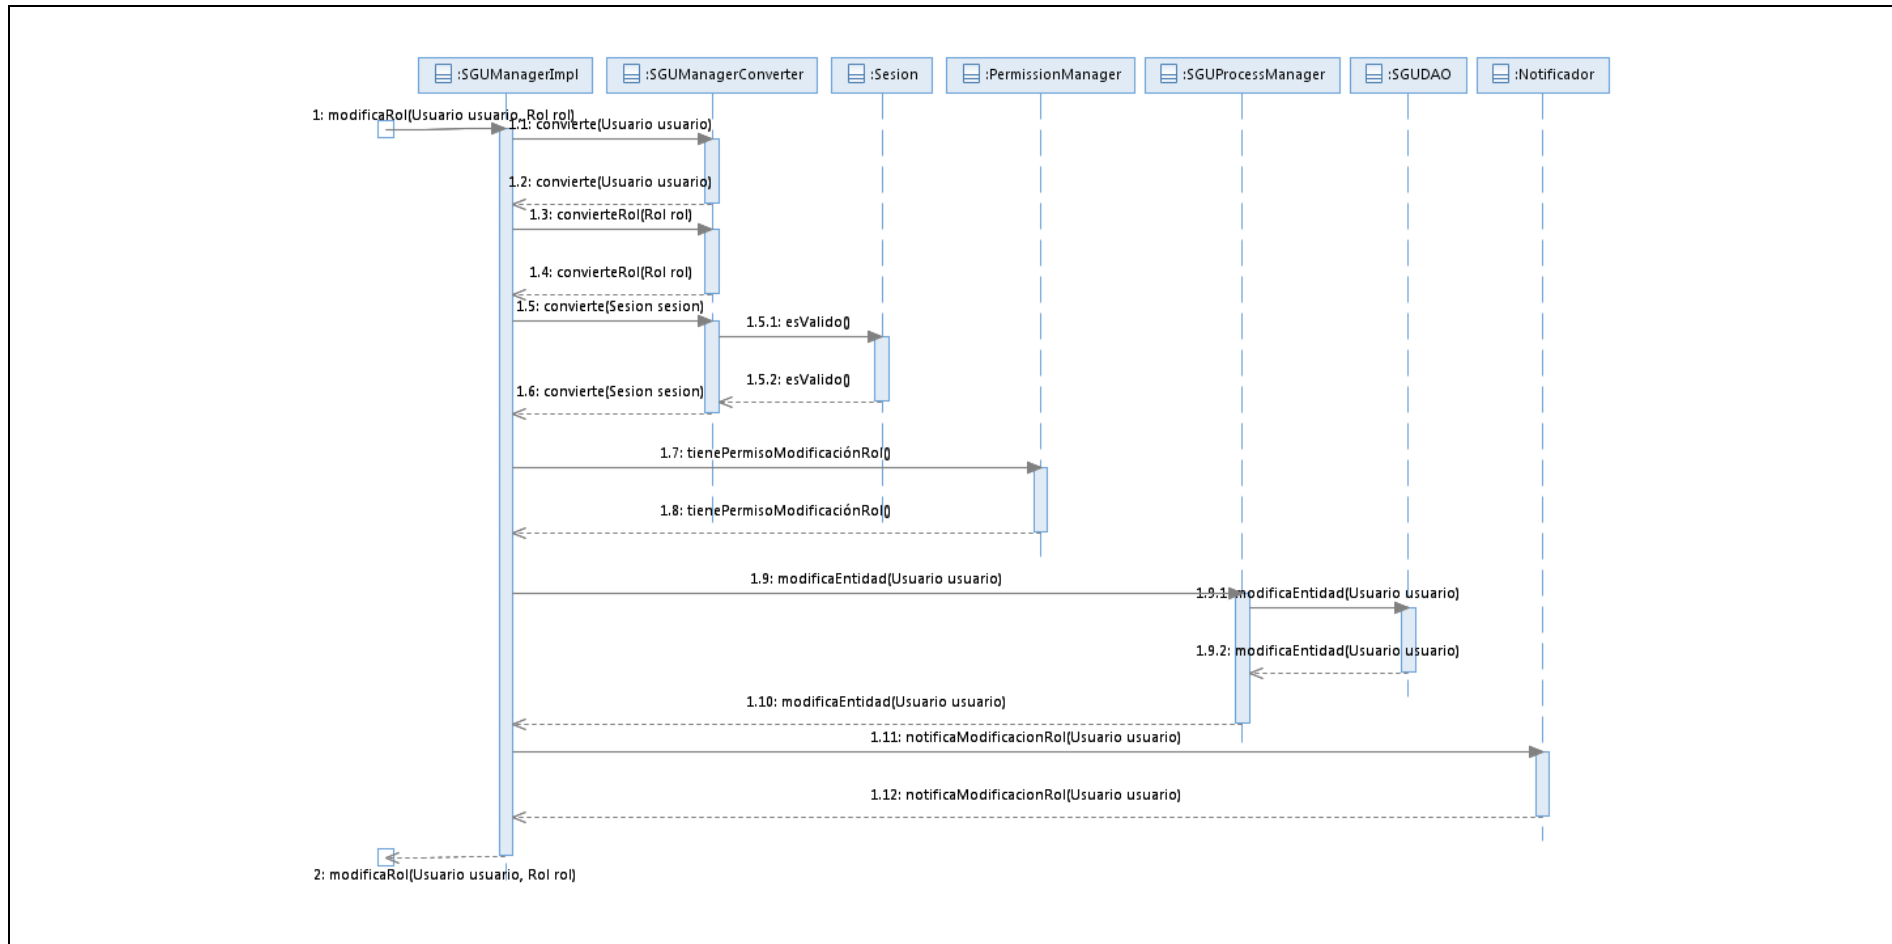 :SGUManagerImpl
:SGUManagerConverter
:Sesion
:PermissionManager
:SGUProcessManager
:SGUDAO
:Notificador
1: modificaRol(Usuario usuario, Rol rol)
1.1: convierte(Usuario usuario)
1.2: convierte(Usuario usuario)
1.3: convierteRol(Rol rol)
1.4: convierteRol(Rol rol)
1.5: convierte(Sesion sesion)
1.5.1: esValido()
1.5.2: esValido()
1.6: convierte(Sesion sesion)
1.7: tienePermisoModificaciónRol()
1.8: tienePermisoModificaciónRol()
1.9: modificaEntidad(Usuario usuario)
1.9.1: modificaEntidad(Usuario usuario)
1.9.2: modificaEntidad(Usuario usuario)
1.10: modificaEntidad(Usuario usuario)
1.11: notificaModificacionRol(Usuario usuario)
1.12: notificaModificacionRol(Usuario usuario)
2: modificaRol(Usuario usuario, Rol rol)